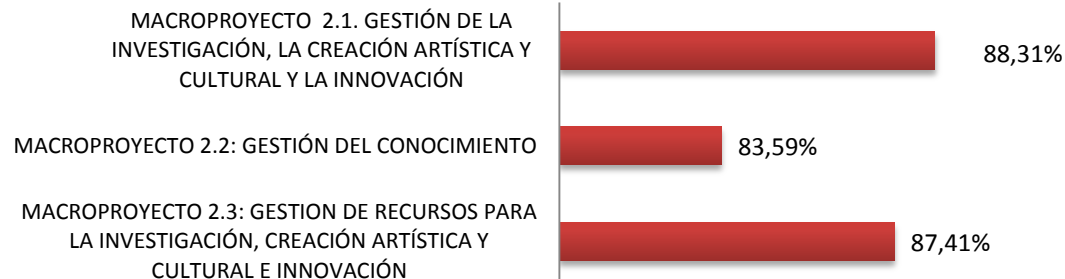 MACROPROYECTO  2.1. GESTIÓN DE LA
INVESTIGACIÓN, LA CREACIÓN ARTÍSTICA Y
CULTURAL Y LA INNOVACIÓN
88,31%
MACROPROYECTO 2.2: GESTIÓN DEL CONOCIMIENTO
83,59%
MACROPROYECTO 2.3: GESTION DE RECURSOS PARA
LA INVESTIGACIÓN, CREACIÓN ARTÍSTICA Y
CULTURAL E INNOVACIÓN
87,41%